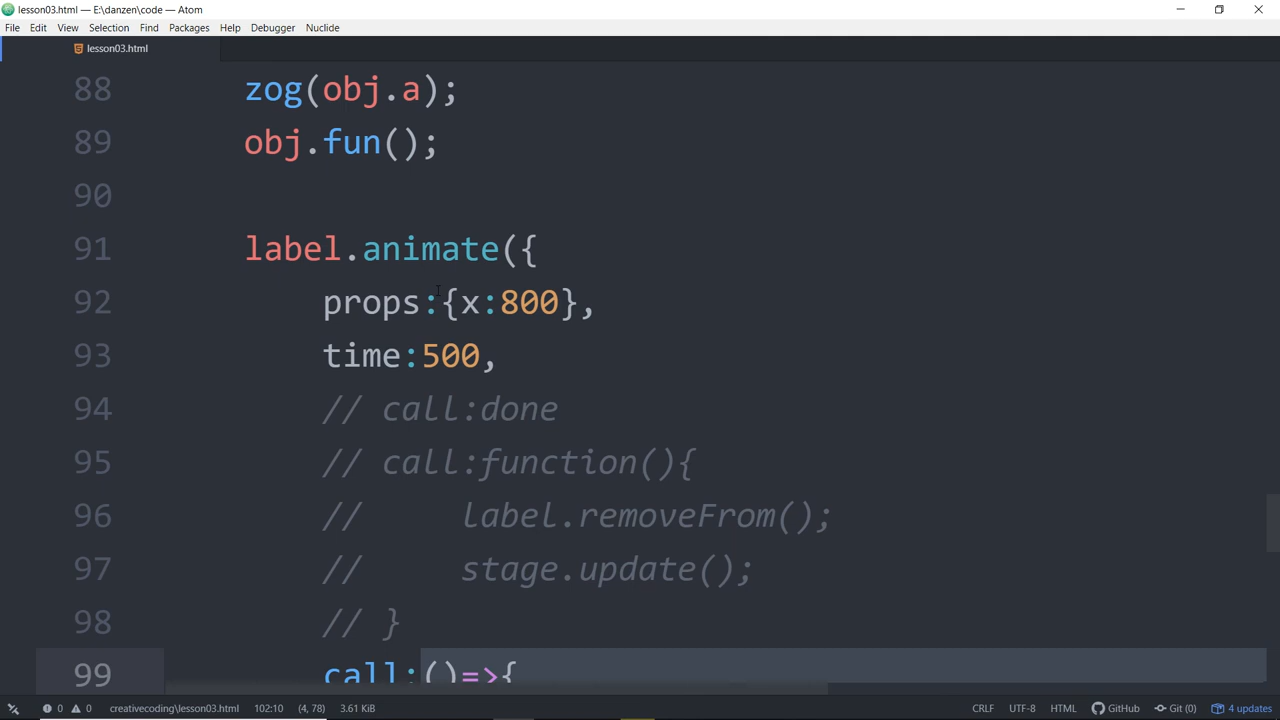 lesson03.html — E:\danzen\code — Atom
File Edit View Selection Find Packages Help Debugger Nuclide
lesson03.html
88 zog(obj.a);
89 obj.fun();
90
91 label.animate({
92 props:{x:800},
93 time:500,
94 // call:done
95 // call:function(){
96 // label.removeFrom();
97 // stage.update();
98 // }
99 call:()=>{
0 0 creativecoding\lesson03.html 102:10 (4, 78) 3.61 KiB CRLF UTF-8 HTML GitHub Git (0) 4 updates